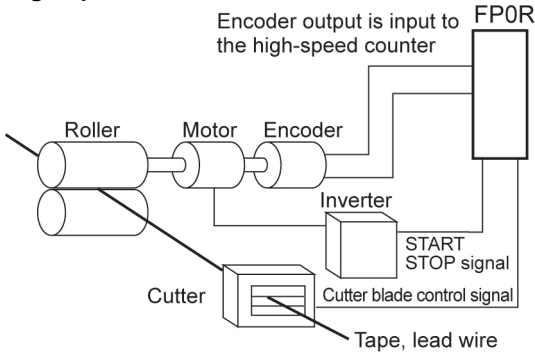 Encoder output is input to
the high-speed counter
FP0R
Roller
Motor
Encoder
Inverter
START
STOP signal
Cutter
Cutter blade control signal
Tape, lead wire